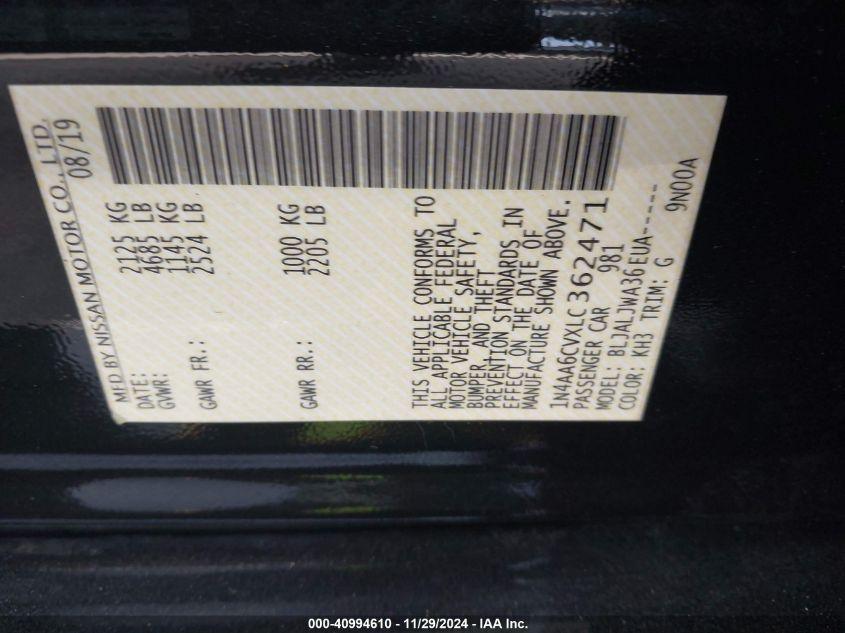 MFD BY NISSAN MOTOR CO., LTD.
DATE: 08/19
GVWR: 2125 KG
4685 LB
GAWR FR.: 1145 KG
2524 LB
GAWR RR.: 1000 KG
2205 LB
THIS VEHICLE CONFORMS TO
ALL APPLICABLE FEDERAL
MOTOR VEHICLE SAFETY,
BUMPER, AND THEFT
PREVENTION STANDARDS IN
EFFECT ON THE DATE OF
MANUFACTURE SHOWN ABOVE.
1N4AA6CVXLC362471
PASSENGER CAR 981
MODEL: BLJALJWA36EUA-----
COLOR: KH3 TRIM: G 9N00A
000-40994610 - 11/29/2024 - IAA Inc.